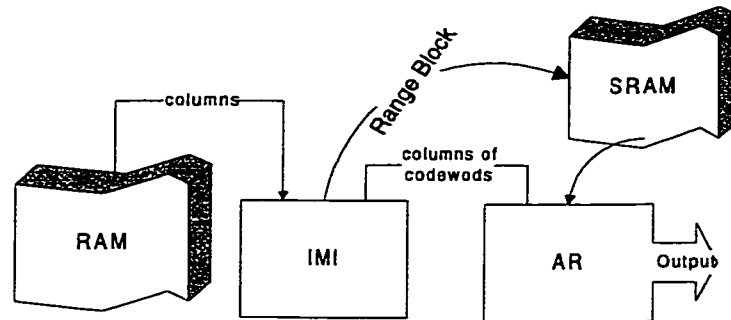 columns
Range Block
SRAM
columns of
codewods
RAM
IMI
AR
Output